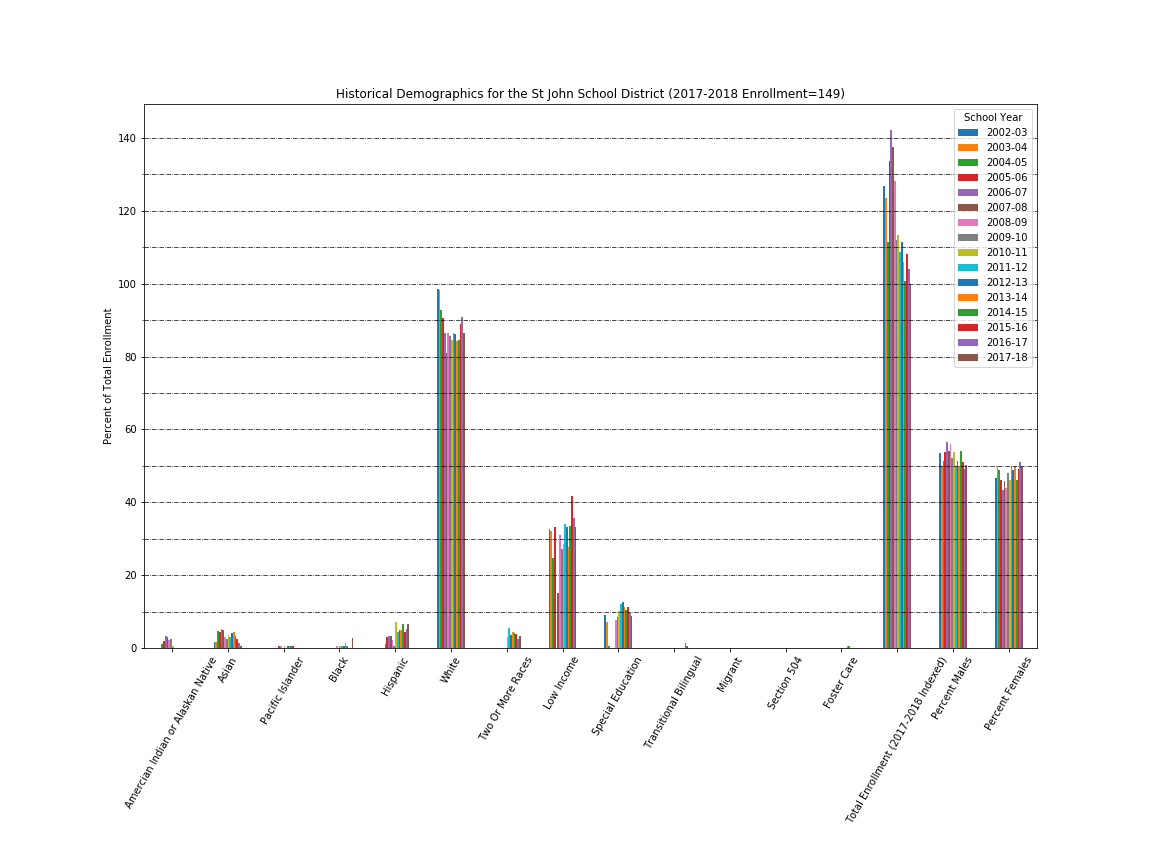 Historical Demographics for the St John School District (2017-2018 Enrollment=149)
Percent of Total Enrollment
140
120
100
80
60
40
20
0
School Year
2002-03
2003-04
2004-05
2005-06
2006-07
2007-08
2008-09
2009-10
2010-11
2011-12
2012-13
2013-14
2014-15
2015-16
2016-17
2017-18
Amercian Indian or Alaskan Native
Asian
Pacific Islander
Black
Hispanic
White
Two Or More Races
Low Income
Special Education
Transitional Bilingual
Migrant
Section 504
Foster Care
Total Enrollment (2017-2018 Indexed)
Percent Males
Percent Females